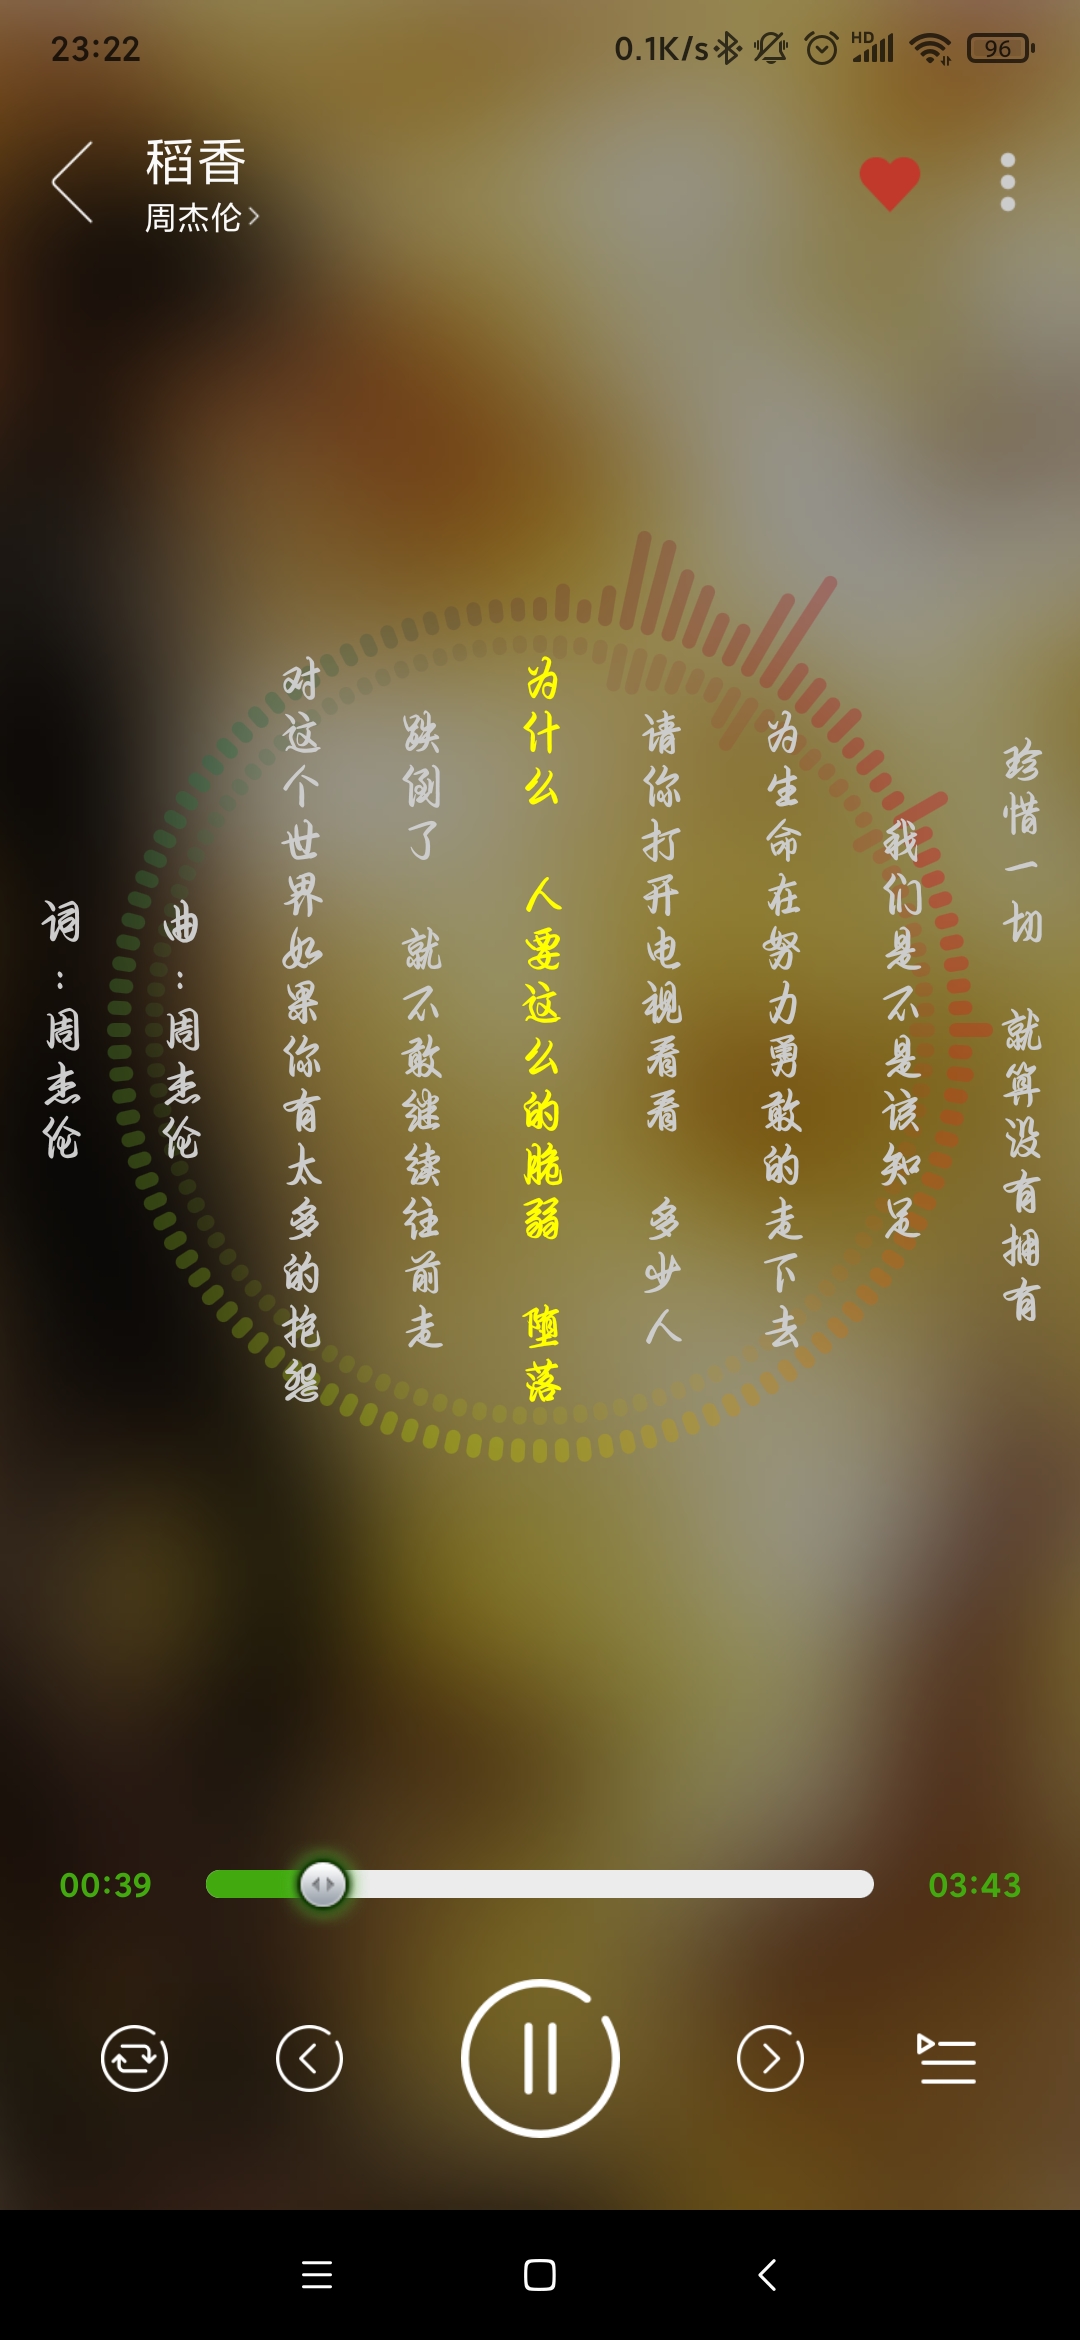 23:22
0.1K/s
HD
96
稻香
周杰伦
词：周杰伦
曲：周杰伦
对这个世界如果你有太多的抱怨
跌倒了 就不敢继续往前走
为什么 人要这么的脆弱 堕落
请你打开电视看看 多少人
为生命在努力勇敢的走下去
我们是不是该知足
珍惜一切 就算没有拥有
00:39
03:43